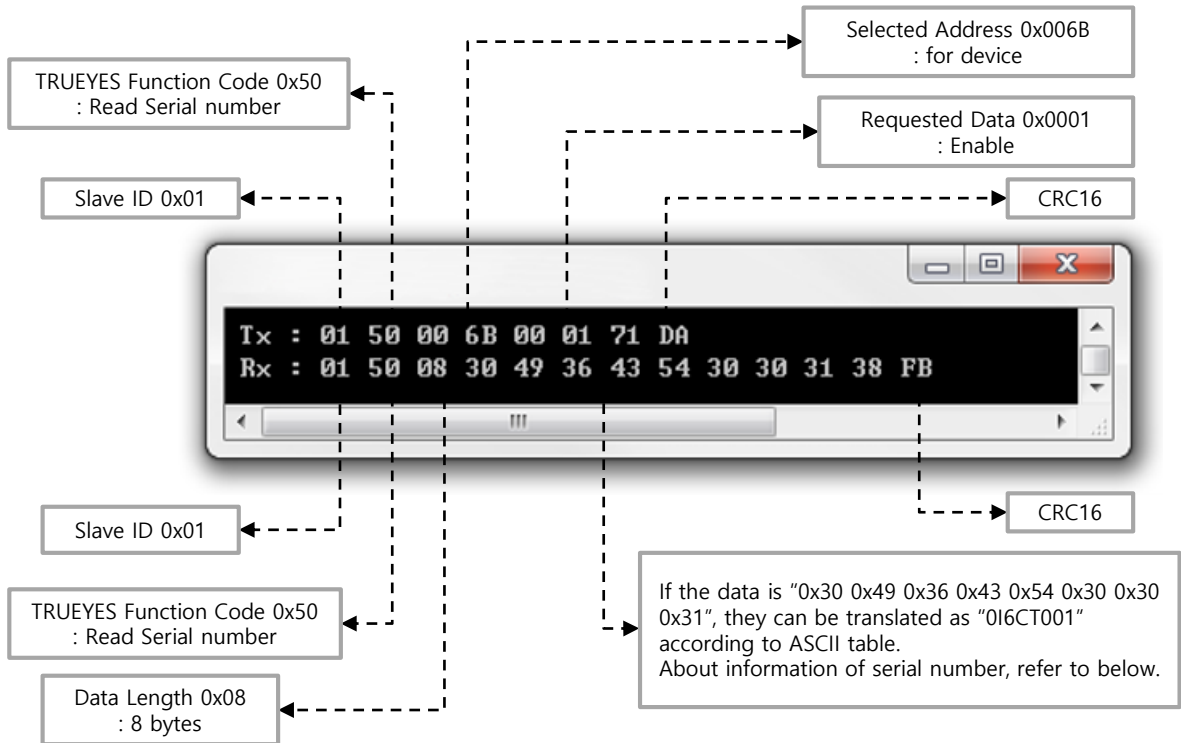 Selected Address 0x006B
: for device
TRUEYES Function Code 0x50
: Read Serial number
Requested Data 0x0001
: Enable
Slave ID 0x01
CRC16
Tx : 01 50 00 6B 00 01 71 DA
Rx : 01 50 08 30 49 36 43 54 30 30 31 38 FB
Slave ID 0x01
CRC16
If the data is “0x30 0x49 0x36 0x43 0x54 0x30 0x30
0x31”, they can be translated as “0I6CT001”
according to ASCII table.
About information of serial number, refer to below.
TRUEYES Function Code 0x50
: Read Serial number
Data Length 0x08
: 8 bytes